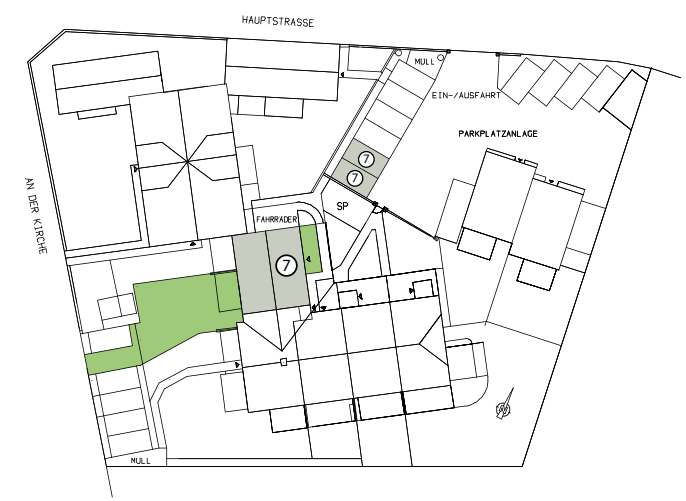 HAUPTSTRASSE
MÜLL
EIN-/AUSFAHRT
PARKPLATZANLAGE
7
7
AN DER KIRCHE
SP
FAHRRÄDER
7
MÜLL